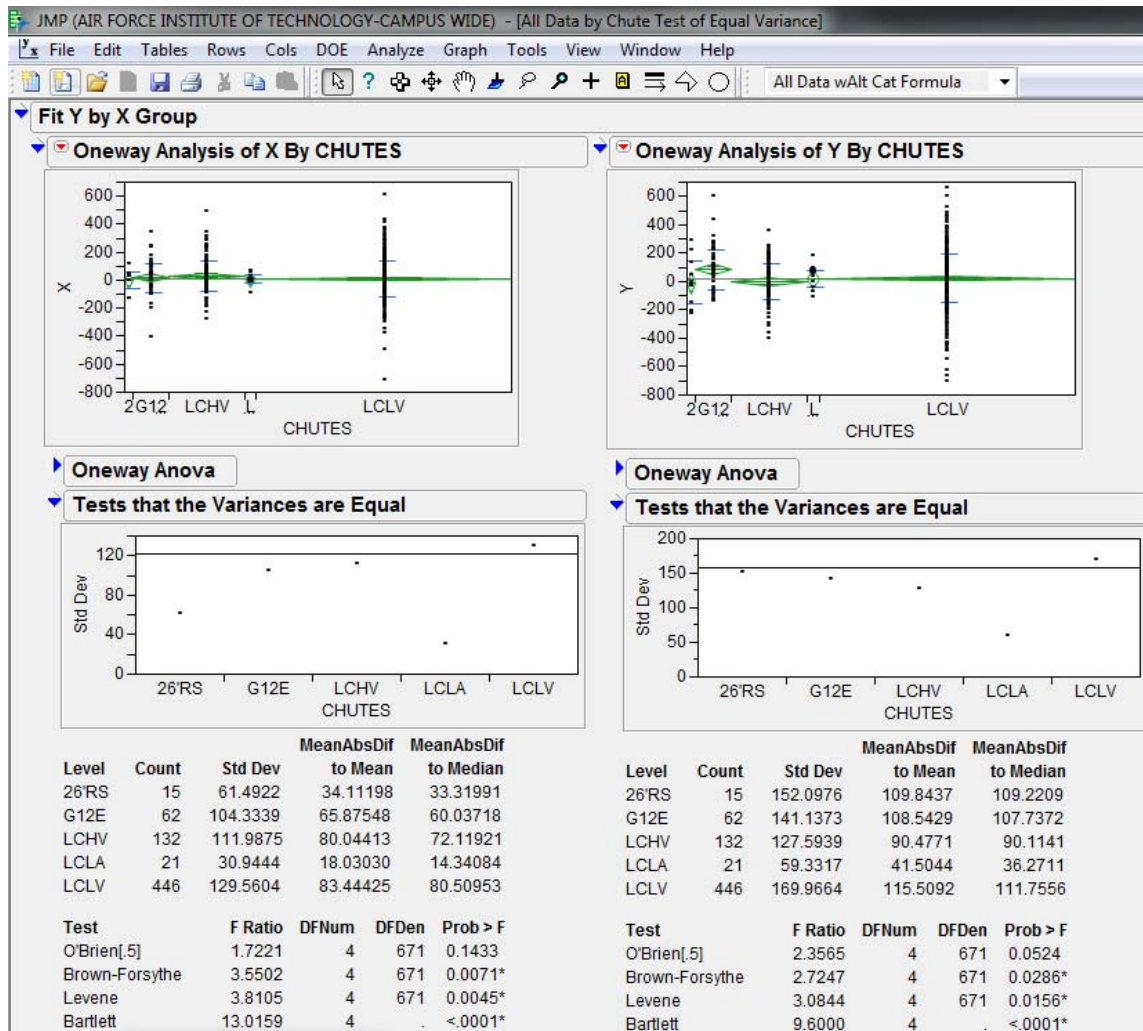 JMP (AIR FORCE INSTITUTE OF TECHNOLOGY-CAMPUS WIDE) - [All Data by Chute Test of Equal Variance]
File Edit Tables Rows Cols DOE Analyze Graph Tools View Window Help
All Data wAlt Cat Formula
Fit Y by X Group
Oneway Analysis of X By CHUTES
600
400
200
0
-200
-400
-600
-800
X
2 G12 LCHV L LCLV
CHUTES
Oneway Anova
Tests that the Variances are Equal
120
80
40
0
Std Dev
26'RS G12E LCHV LCLA LCLV
CHUTES
MeanAbsDif MeanAbsDif
Level Count Std Dev to Mean to Median
26'RS 15 61.4922 34.11198 33.31991
G12E 62 104.3339 65.87548 60.03718
LCHV 132 111.9875 80.04413 72.11921
LCLA 21 30.9444 18.03030 14.34084
LCLV 446 129.5604 83.44425 80.50953
Test F Ratio DFNum DFDen Prob > F
O'Brien[.5] 1.7221 4 671 0.1433
Brown-Forsythe 3.5502 4 671 0.0071*
Levene 3.8105 4 671 0.0045*
Bartlett 13.0159 4 . <.0001*
Oneway Analysis of Y By CHUTES
600
400
200
0
-200
-400
-600
-800
Y
2 G12 LCHV L LCLV
CHUTES
Oneway Anova
Tests that the Variances are Equal
200
150
100
50
0
Std Dev
26'RS G12E LCHV LCLA LCLV
CHUTES
MeanAbsDif MeanAbsDif
Level Count Std Dev to Mean to Median
26'RS 15 152.0976 109.8437 109.2209
G12E 62 141.1373 108.5429 107.7372
LCHV 132 127.5939 90.4771 90.1141
LCLA 21 59.3317 41.5044 36.2711
LCLV 446 169.9664 115.5092 111.7556
Test F Ratio DFNum DFDen Prob > F
O'Brien[.5] 2.3565 4 671 0.0524
Brown-Forsythe 2.7247 4 671 0.0286*
Levene 3.0844 4 671 0.0156*
Bartlett 9.6000 4 . <.0001*